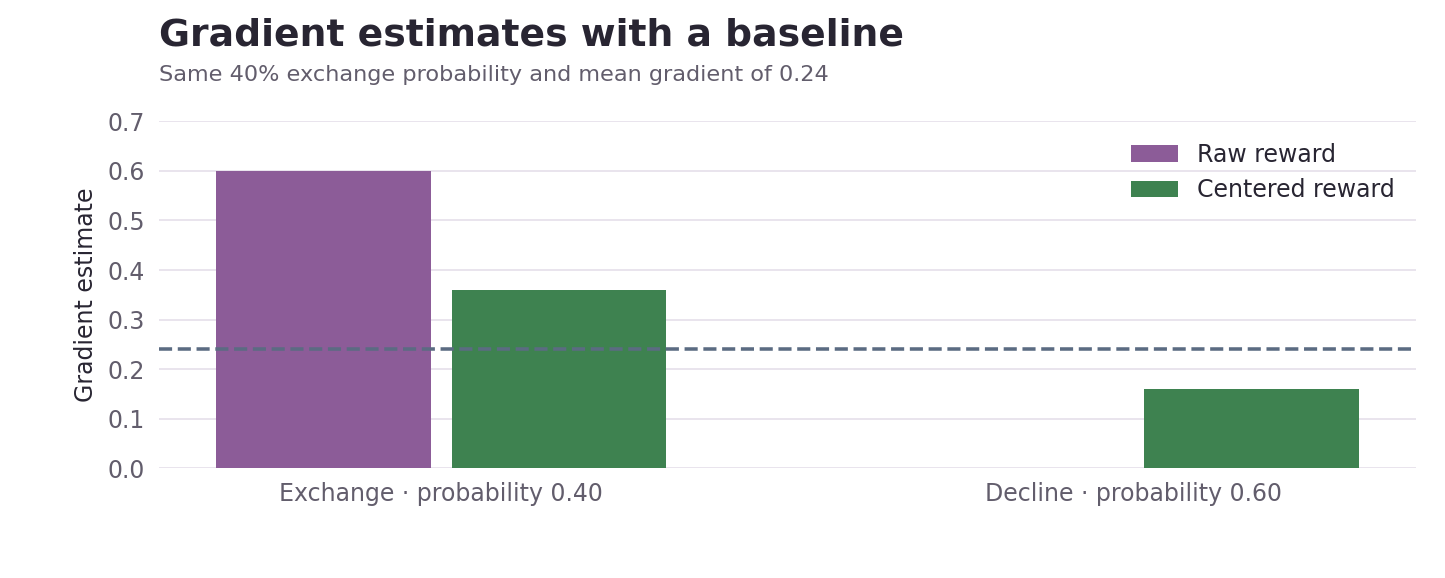 Gradient estimates with a baseline
Same 40% exchange probability and mean gradient of 0.24
Gradient estimate
0.7
0.6
0.5
0.4
0.3
0.2
0.1
0.0
Raw reward
Centered reward
Exchange · probability 0.40
Decline · probability 0.60